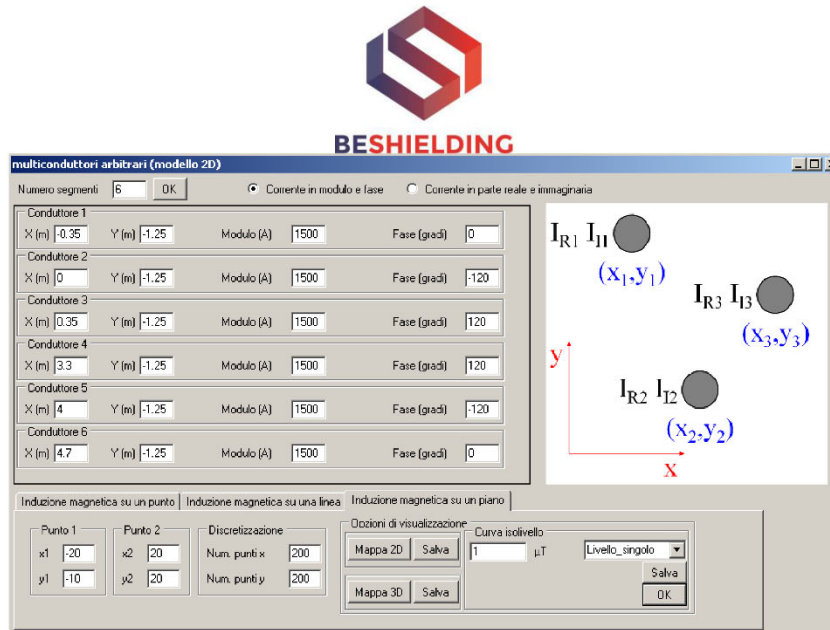 BESHIELDING
multiconduttori arbitrari (modello 2D)
Numero segmenti 6 OK Corrente in modulo e fase Corrente in parte reale e immaginaria
Conduttore 1
X (m) -0.35 Y (m) -1.25 Modulo (A) 1500 Fase (gradi) 0
Conduttore 2
X (m) 0 Y (m) -1.25 Modulo (A) 1500 Fase (gradi) -120
Conduttore 3
X (m) 0.35 Y (m) -1.25 Modulo (A) 1500 Fase (gradi) 120
Conduttore 4
X (m) 3.3 Y (m) -1.25 Modulo (A) 1500 Fase (gradi) 120
Conduttore 5
X (m) 4 Y (m) -1.25 Modulo (A) 1500 Fase (gradi) -120
Conduttore 6
X (m) 4.7 Y (m) -1.25 Modulo (A) 1500 Fase (gradi) 0
IR1 II1
(x1,y1)
IR3 II3
(x3,y3)
y
IR2 II2
(x2,y2)
x
Induzione magnetica su un punto Induzione magnetica su una linea Induzione magnetica su un piano
Punto 1 Punto 2 Discretizzazione Opzioni di visualizzazione Curva isolivello
x1 -20 x2 20 Num. punti x 200 Mappa 2D Salva 1 µT Livello_singolo
Salva
y1 -10 y2 20 Num. punti y 200 Mappa 3D Salva OK